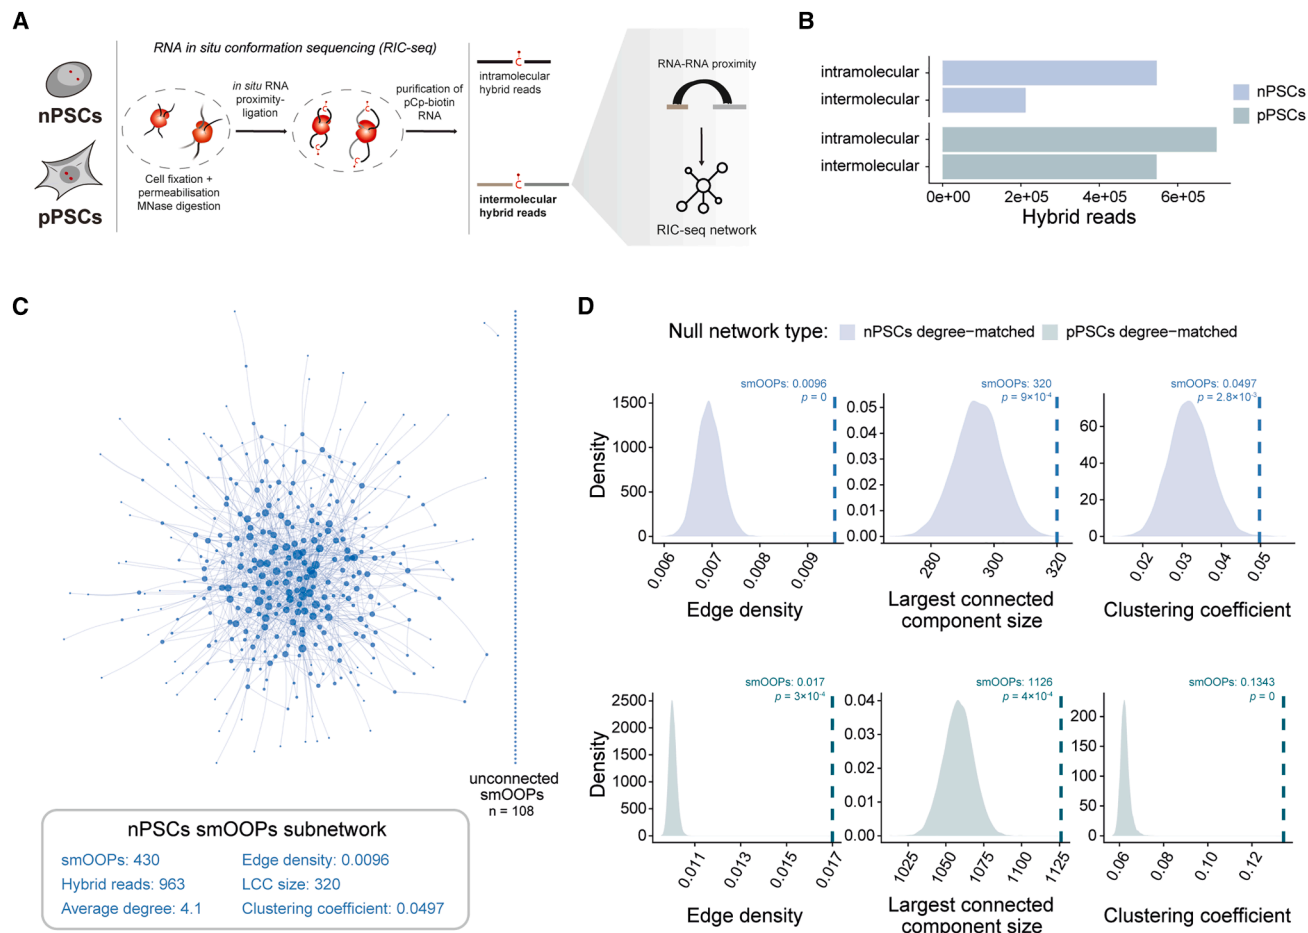 A
RNA in situ conformation sequencing (RIC-seq)
nPSCs
pPSCs
in situ RNA
proximity-
ligation
Cell fixation +
permeabilisation
MNase digestion
purification of
pCp-biotin
RNA
C
C
C
C
C
intramolecular
hybrid reads
C
intermolecular
hybrid reads
RNA-RNA proximity
RIC-seq network
B
intramolecular
intermolecular
intramolecular
intermolecular
0e+00 2e+05 4e+05 6e+05
Hybrid reads
nPSCs
pPSCs
C
unconnected
smOOPs
n = 108
nPSCs smOOPs subnetwork
smOOPs: 430 Edge density: 0.0096
Hybrid reads: 963 LCC size: 320
Average degree: 4.1 Clustering coefficient: 0.0497
D
Null network type: nPSCs degree−matched pPSCs degree−matched
smOOPs: 0.0096
p = 0
Density
1500
1000
500
0
0.006 0.007 0.008 0.009
Edge density
smOOPs: 320
p = 9×10⁻⁴
0.05
0.04
0.03
0.02
0.01
0.00
280 300 320
Largest connected
component size
smOOPs: 0.0497
p = 2.8×10⁻³
60
40
20
0
0.02 0.03 0.04 0.05
Clustering coefficient
smOOPs: 0.017
p = 3×10⁻⁴
Density
2500
2000
1500
1000
500
0
0.011 0.013 0.015 0.017
Edge density
smOOPs: 1126
p = 4×10⁻⁴
0.04
0.03
0.02
0.01
0.00
1025 1050 1075 1100 1125
Largest connected
component size
smOOPs: 0.1343
p = 0
200
150
100
50
0
0.06 0.08 0.10 0.12
Clustering coefficient